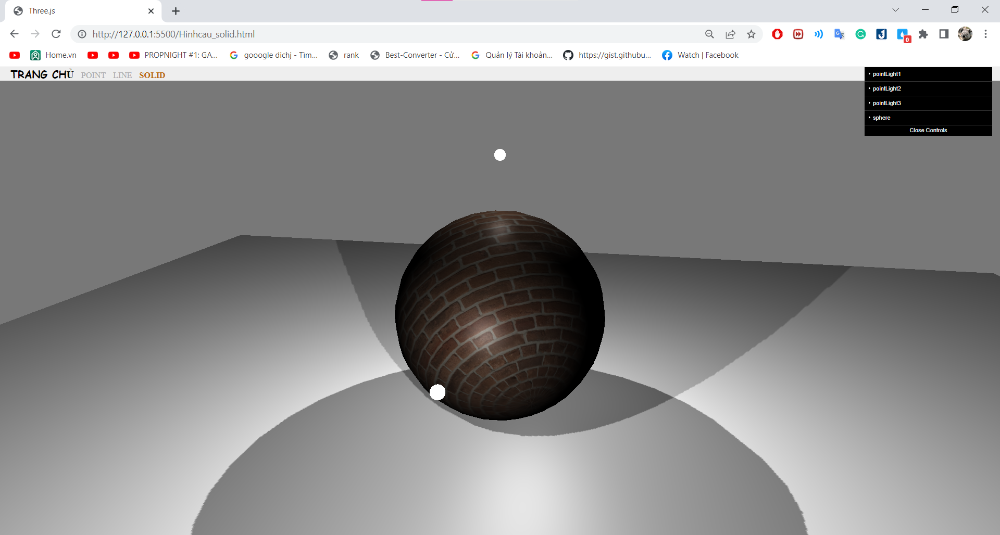 Three.js
http://127.0.0.1:5500/Hinhcau_solid.html
0
Home.vn PROPNIGHT #1: GA... gooogle dichj - Tìm... rank Best-Converter - Cử... Quản lý Tài khoản... https://gist.githubu... Watch | Facebook
TRANG CHỦ POINT LINE SOLID
pointLight1
pointLight2
pointLight3
sphere
Close Controls